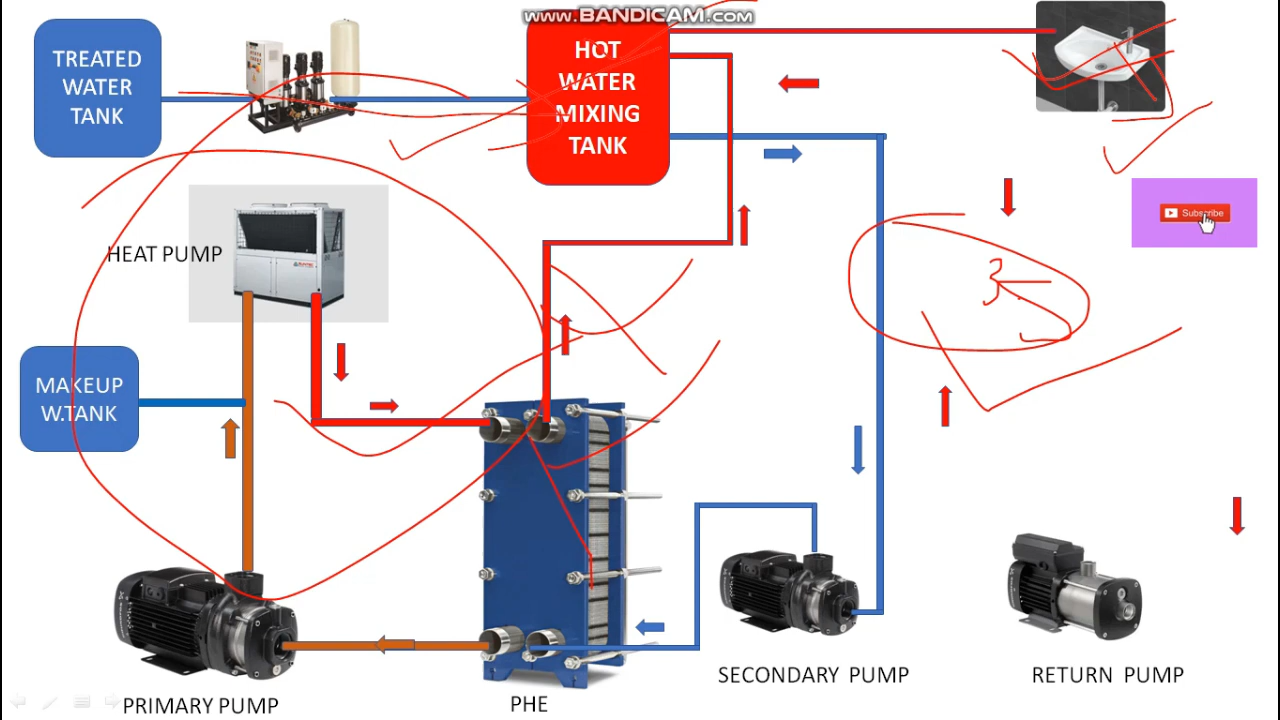 www.BANDICAM.com
TREATED
WATER
TANK
HOT
WATER
MIXING
TANK
Subscribe
HEAT PUMP
MAKEUP
W.TANK
SECONDARY PUMP
RETURN PUMP
PRIMARY PUMP
PHE